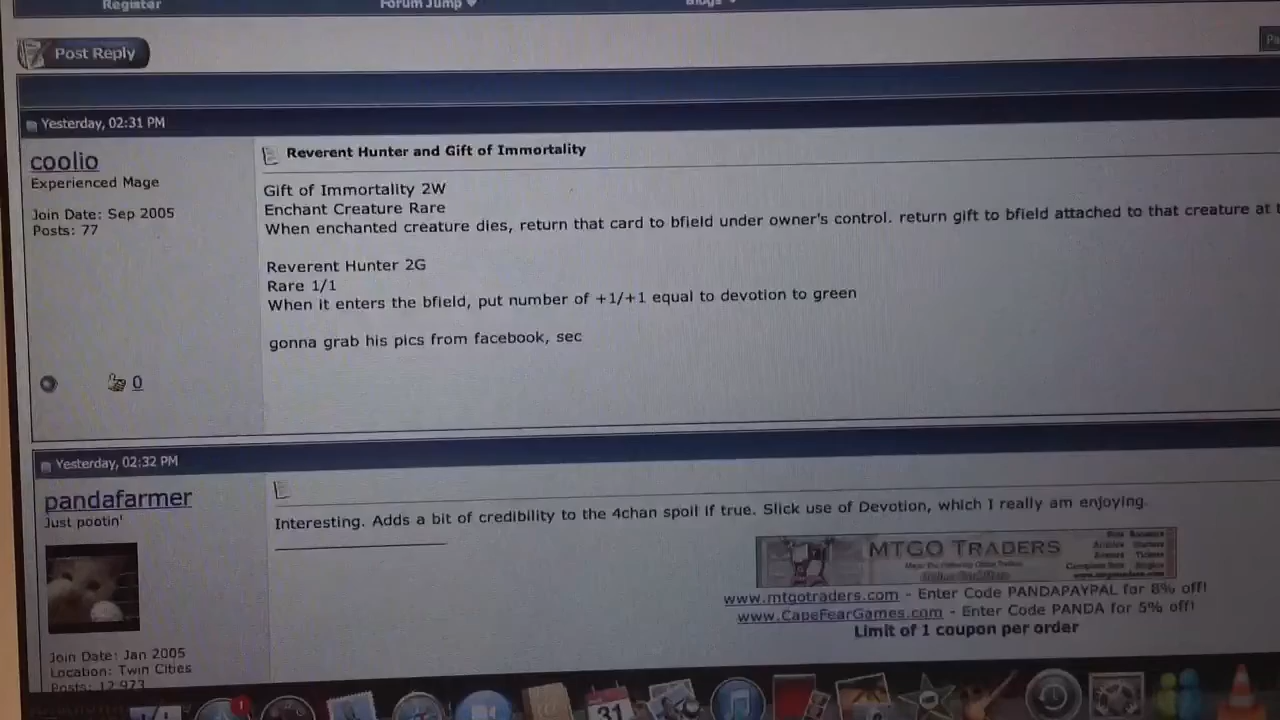 Register
Forum Jump
Blogs
Post Reply
Yesterday, 02:31 PM
coolio
Experienced Mage
Join Date: Sep 2005
Posts: 77
Reverent Hunter and Gift of Immortality
Gift of Immortality 2W
Enchant Creature Rare
When enchanted creature dies, return that card to bfield under owner's control. return gift to bfield attached to that creature at
Reverent Hunter 2G
Rare 1/1
When it enters the bfield, put number of +1/+1 equal to devotion to green
gonna grab his pics from facebook, sec
0
Yesterday, 02:32 PM
pandafarmer
Just pootin'
Interesting. Adds a bit of credibility to the 4chan spoil if true. Slick use of Devotion, which I really am enjoying.
MTGO TRADERS
www.mtgotraders.com - Enter Code PANDAPAYPAL for 8% off!
www.CapeFearGames.com - Enter Code PANDA for 5% off!
Limit of 1 coupon per order
Join Date: Jan 2005
Location: Twin Cities
Posts: 12,973
1
31